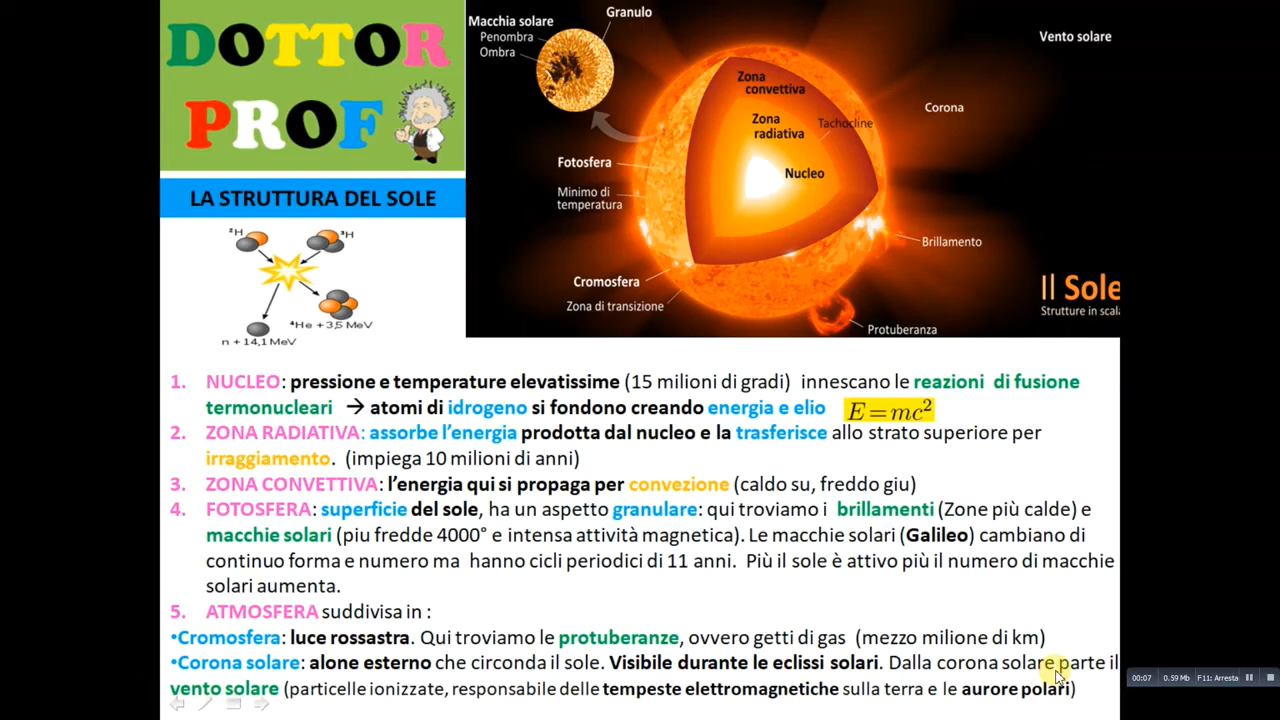 DOTTOR
PROF
LA STRUTTURA DEL SOLE
²H
³H
⁴He + 3,5 MeV
n + 14,1 MeV
Macchia solare
Penombra
Ombra
Granulo
Vento solare
Zona
convettiva
Corona
Zona
radiativa
Tachocline
Fotosfera
Nucleo
Minimo di
temperatura
Brillamento
Cromosfera
Zona di transizione
Il Sole
Strutture in scala
Protuberanza
1. NUCLEO: pressione e temperature elevatissime (15 milioni di gradi) innescano le reazioni di fusione
termonucleari → atomi di idrogeno si fondono creando energia e elio E=mc²
2. ZONA RADIATIVA: assorbe l'energia prodotta dal nucleo e la trasferisce allo strato superiore per
irraggiamento. (impiega 10 milioni di anni)
3. ZONA CONVETTIVA: l'energia qui si propaga per convezione (caldo su, freddo giu)
4. FOTOSFERA: superficie del sole, ha un aspetto granulare: qui troviamo i brillamenti (Zone più calde) e
macchie solari (piu fredde 4000° e intensa attività magnetica). Le macchie solari (Galileo) cambiano di
continuo forma e numero ma hanno cicli periodici di 11 anni. Più il sole è attivo più il numero di macchie
solari aumenta.
5. ATMOSFERA suddivisa in :
•Cromosfera: luce rossastra. Qui troviamo le protuberanze, ovvero getti di gas (mezzo milione di km)
•Corona solare: alone esterno che circonda il sole. Visibile durante le eclissi solari. Dalla corona solare parte il
vento solare (particelle ionizzate, responsabile delle tempeste elettromagnetiche sulla terra e le aurore polari)
00:07 0.59 Mb F11: Arresta